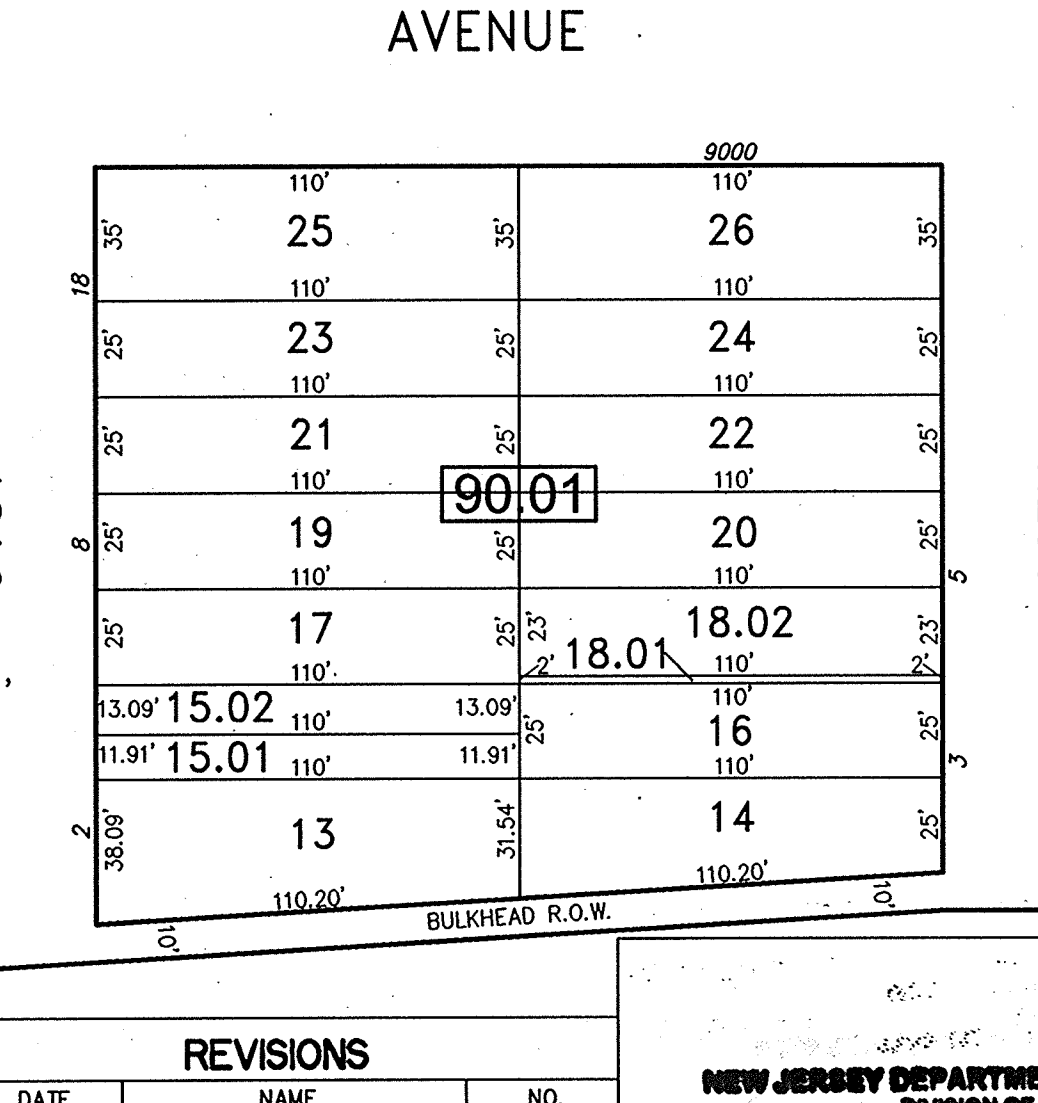 AVENUE
9000
110' 110'
35' 25 35' 26 35'
18
110' 110'
25' 23 25' 24 25'
110' 110'
25' 21 25' 22 25'
110' 110'
90.01
8 25' 19 25' 20 25'
110' 110' 5
25' 17 25' 23' 18.02 23'
110' 2' 18.01 110' 2'
13.09' 15.02 110' 13.09' 110'
25' 16 25'
11.91' 15.01 110' 11.91' 110' 3
2 38.09' 13 31.54' 14 25'
110.20' 110.20'
BULKHEAD R.O.W.
10' 10'
REVISIONS
DATE NAME NO.
NEW JERSEY